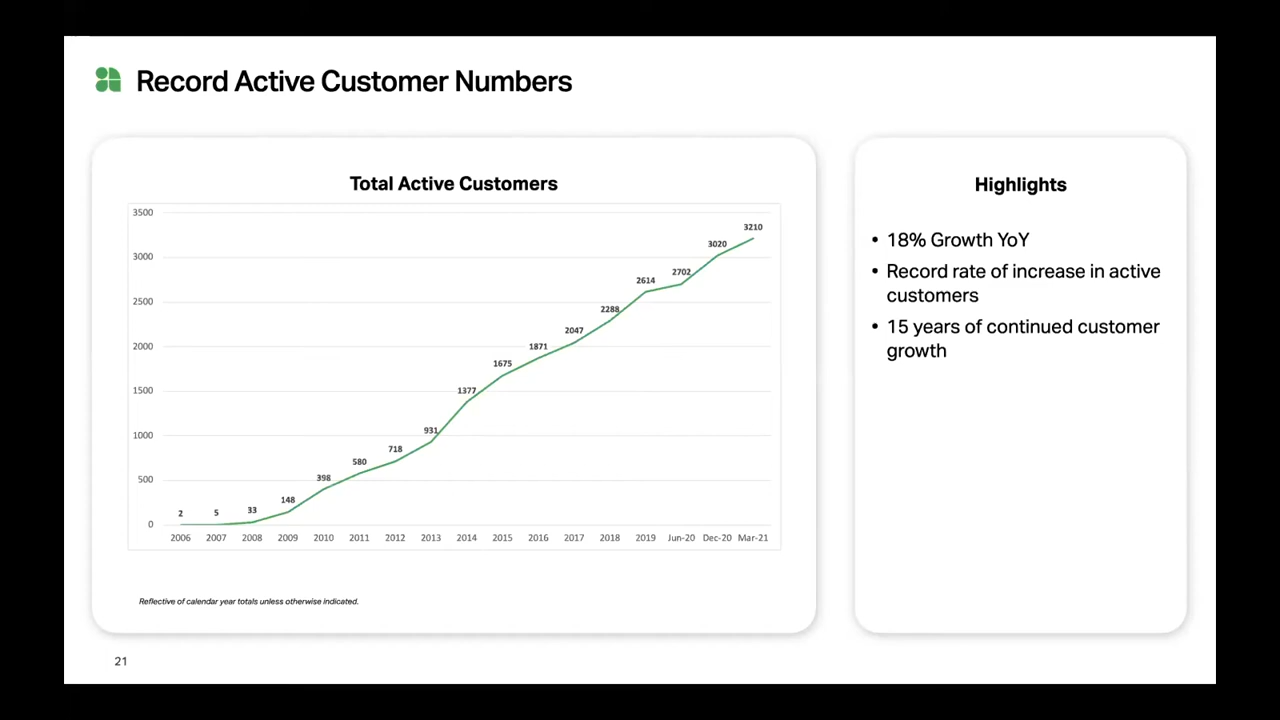 Record Active Customer Numbers
Total Active Customers
3500
3000
2500
2000
1500
1000
500
0
2
5
33
148
398
580
718
931
1377
1675
1871
2047
2288
2614
2702
3020
3210
2006 2007 2008 2009 2010 2011 2012 2013 2014 2015 2016 2017 2018 2019 Jun-20 Dec-20 Mar-21
Reflective of calendar year totals unless otherwise indicated.
Highlights
• 18% Growth YoY
• Record rate of increase in active
customers
• 15 years of continued customer
growth
21